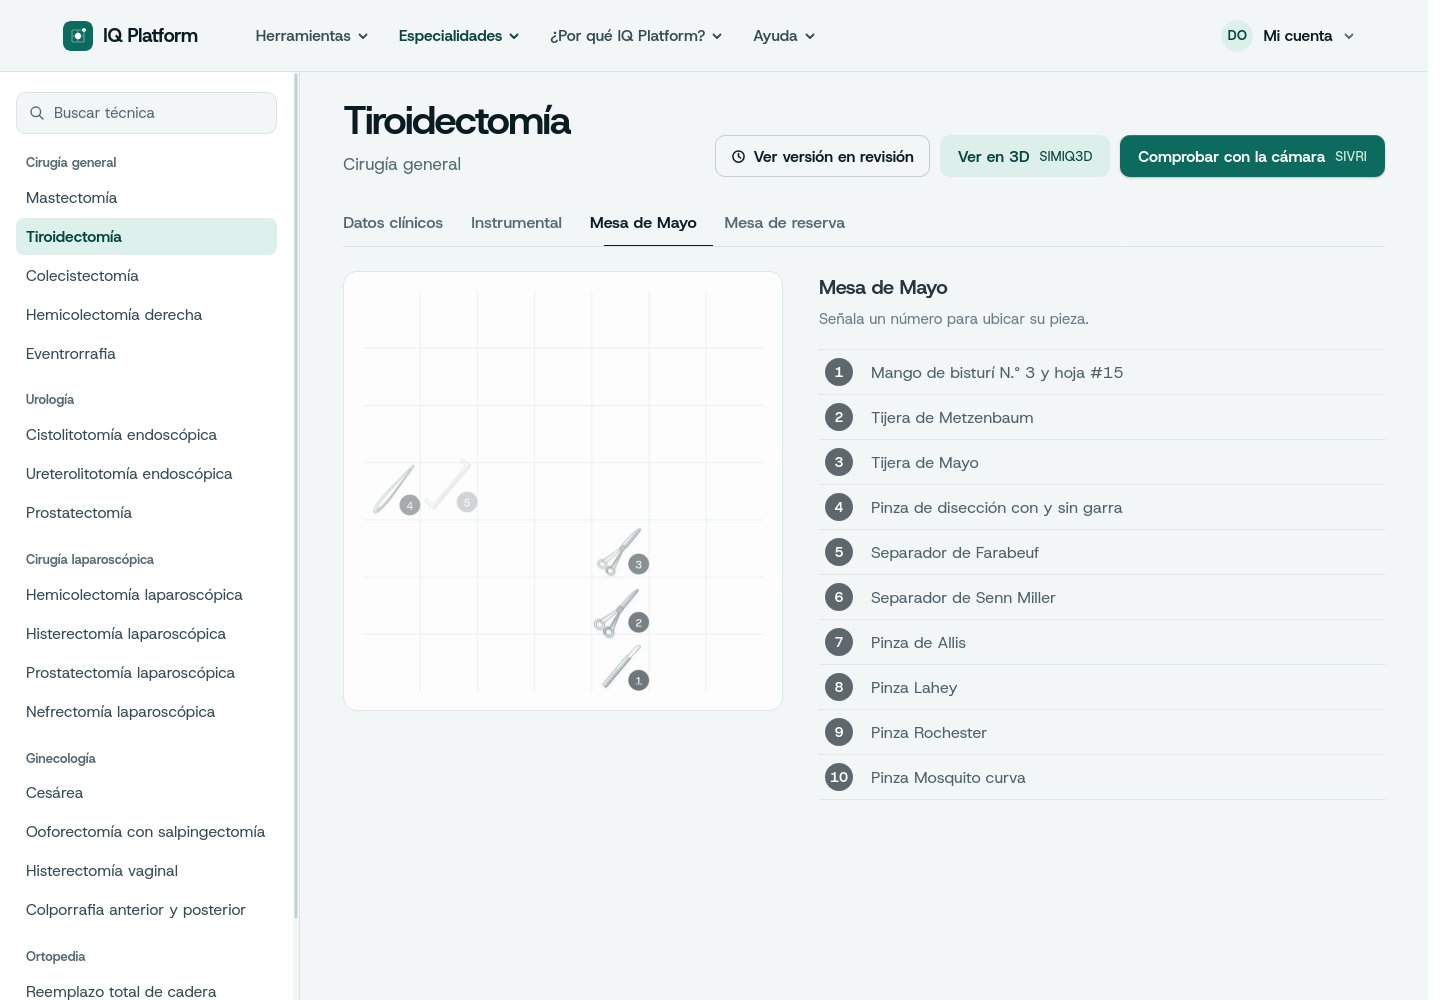 IQ Platform
Herramientas
Especialidades
¿Por qué IQ Platform?
Ayuda
DO
Mi cuenta
Buscar técnica
Cirugía general
Mastectomía
Tiroidectomía
Colecistectomía
Hemicolectomía derecha
Eventrorrafia
Urología
Cistolitotomía endoscópica
Ureterolitotomía endoscópica
Prostatectomía
Cirugía laparoscópica
Hemicolectomía laparoscópica
Histerectomía laparoscópica
Prostatectomía laparoscópica
Nefrectomía laparoscópica
Ginecología
Cesárea
Ooforectomía con salpingectomía
Histerectomía vaginal
Colporrafia anterior y posterior
Ortopedia
Reemplazo total de cadera
Tiroidectomía
Cirugía general
Ver versión en revisión
Ver en 3D SIMIQ3D
Comprobar con la cámara SIVRI
Datos clínicos
Instrumental
Mesa de Mayo
Mesa de reserva
4
5
3
2
1
Mesa de Mayo
Señala un número para ubicar su pieza.
1 Mango de bisturí N.° 3 y hoja #15
2 Tijera de Metzenbaum
3 Tijera de Mayo
4 Pinza de disección con y sin garra
5 Separador de Farabeuf
6 Separador de Senn Miller
7 Pinza de Allis
8 Pinza Lahey
9 Pinza Rochester
10 Pinza Mosquito curva